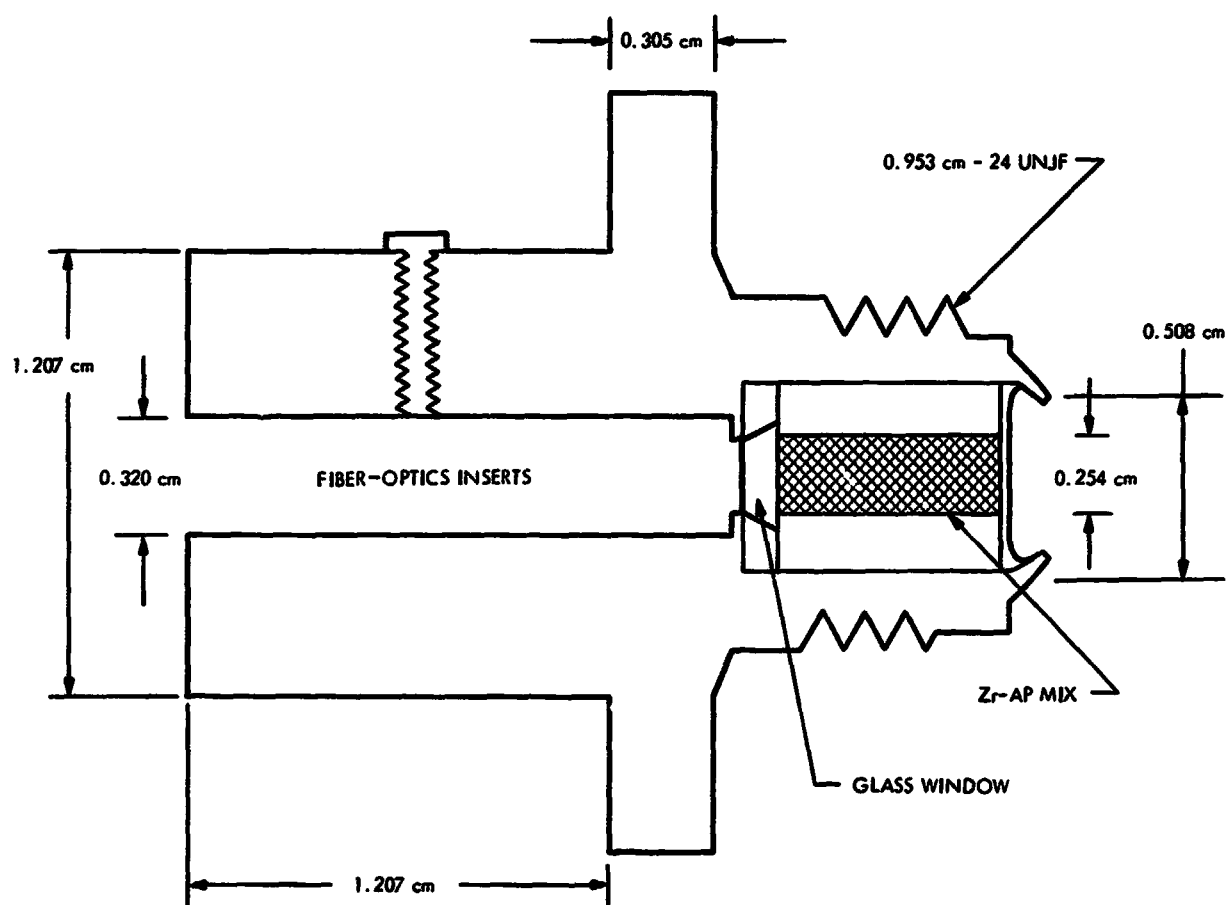 0.305 cm
0.953 cm - 24 UNJF
0.508 cm
1.207 cm
0.320 cm
FIBER-OPTICS INSERTS
0.254 cm
Zr-AP MIX
GLASS WINDOW
1.207 cm